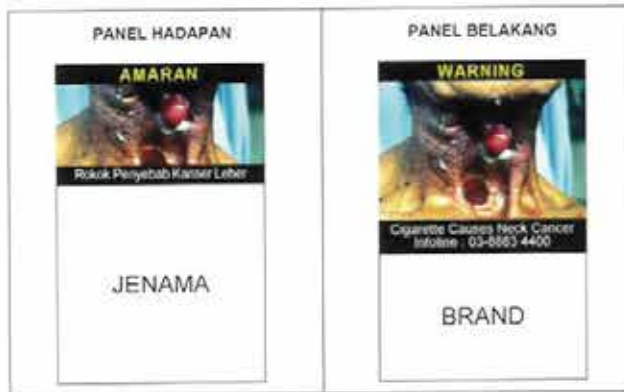 PANEL HADAPAN
AMARAN
Rokok Penyebab Kanser Leher
JENAMA
PANEL BELAKANG
WARNING
Cigarette Causes Neck Cancer
Infoline : 03-8883 4400
BRAND